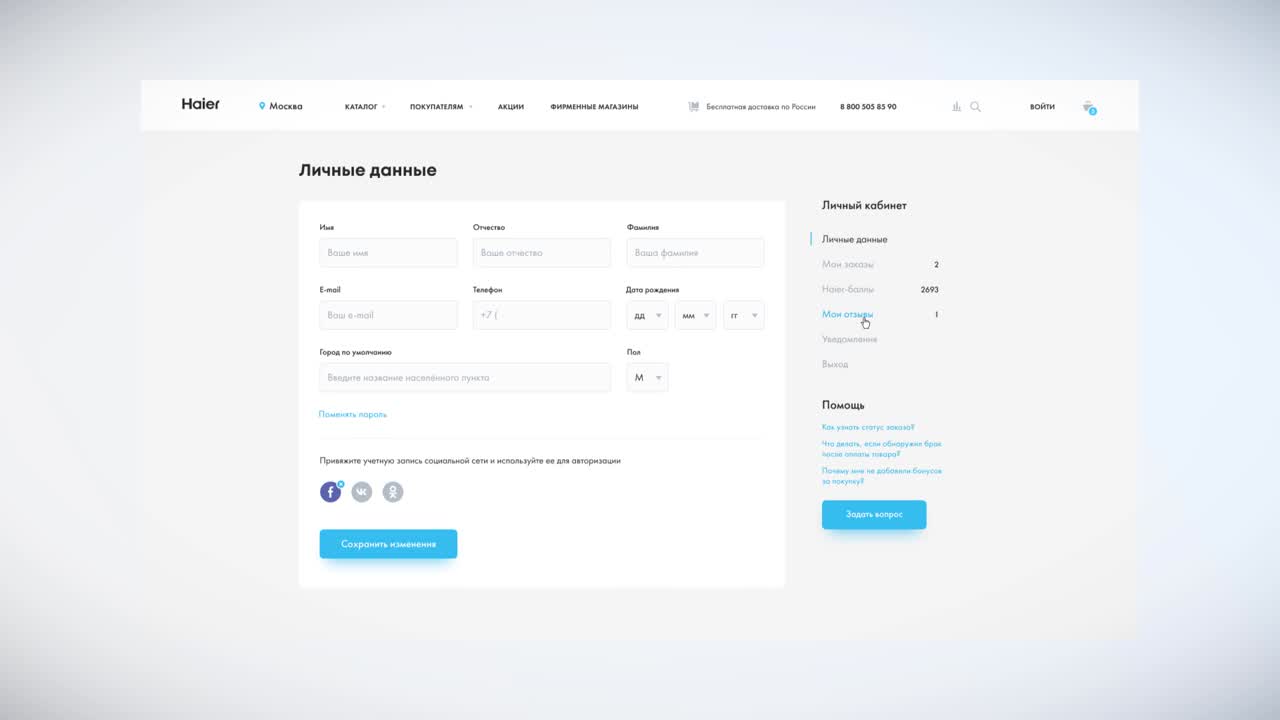 Haier
Москва
КАТАЛОГ
ПОКУПАТЕЛЯМ
АКЦИИ
ФИРМЕННЫЕ МАГАЗИНЫ
Бесплатная доставка по России
8 800 505 85 90
ВОЙТИ
Личные данные
Имя
Отчество
Фамилия
Ваше имя
Ваше отчество
Ваша фамилия
E-mail
Телефон
Дата рождения
Ваш e-mail
+7 (
дд
мм
гг
Город по умолчанию
Пол
Введите название населённого пункта
М
Поменять пароль
Привяжите учетную запись социальной сети и используйте ее для авторизации
Сохранить изменения
Личный кабинет
Личные данные
Мои заказы 2
Haier-баллы 2693
Мои отзывы 1
Уведомления
Выход
Помощь
Как узнать статус заказа?
Что делать, если обнаружил брак
после оплаты товара?
Почему мне не добавили бонусов
за покупку?
Задать вопрос